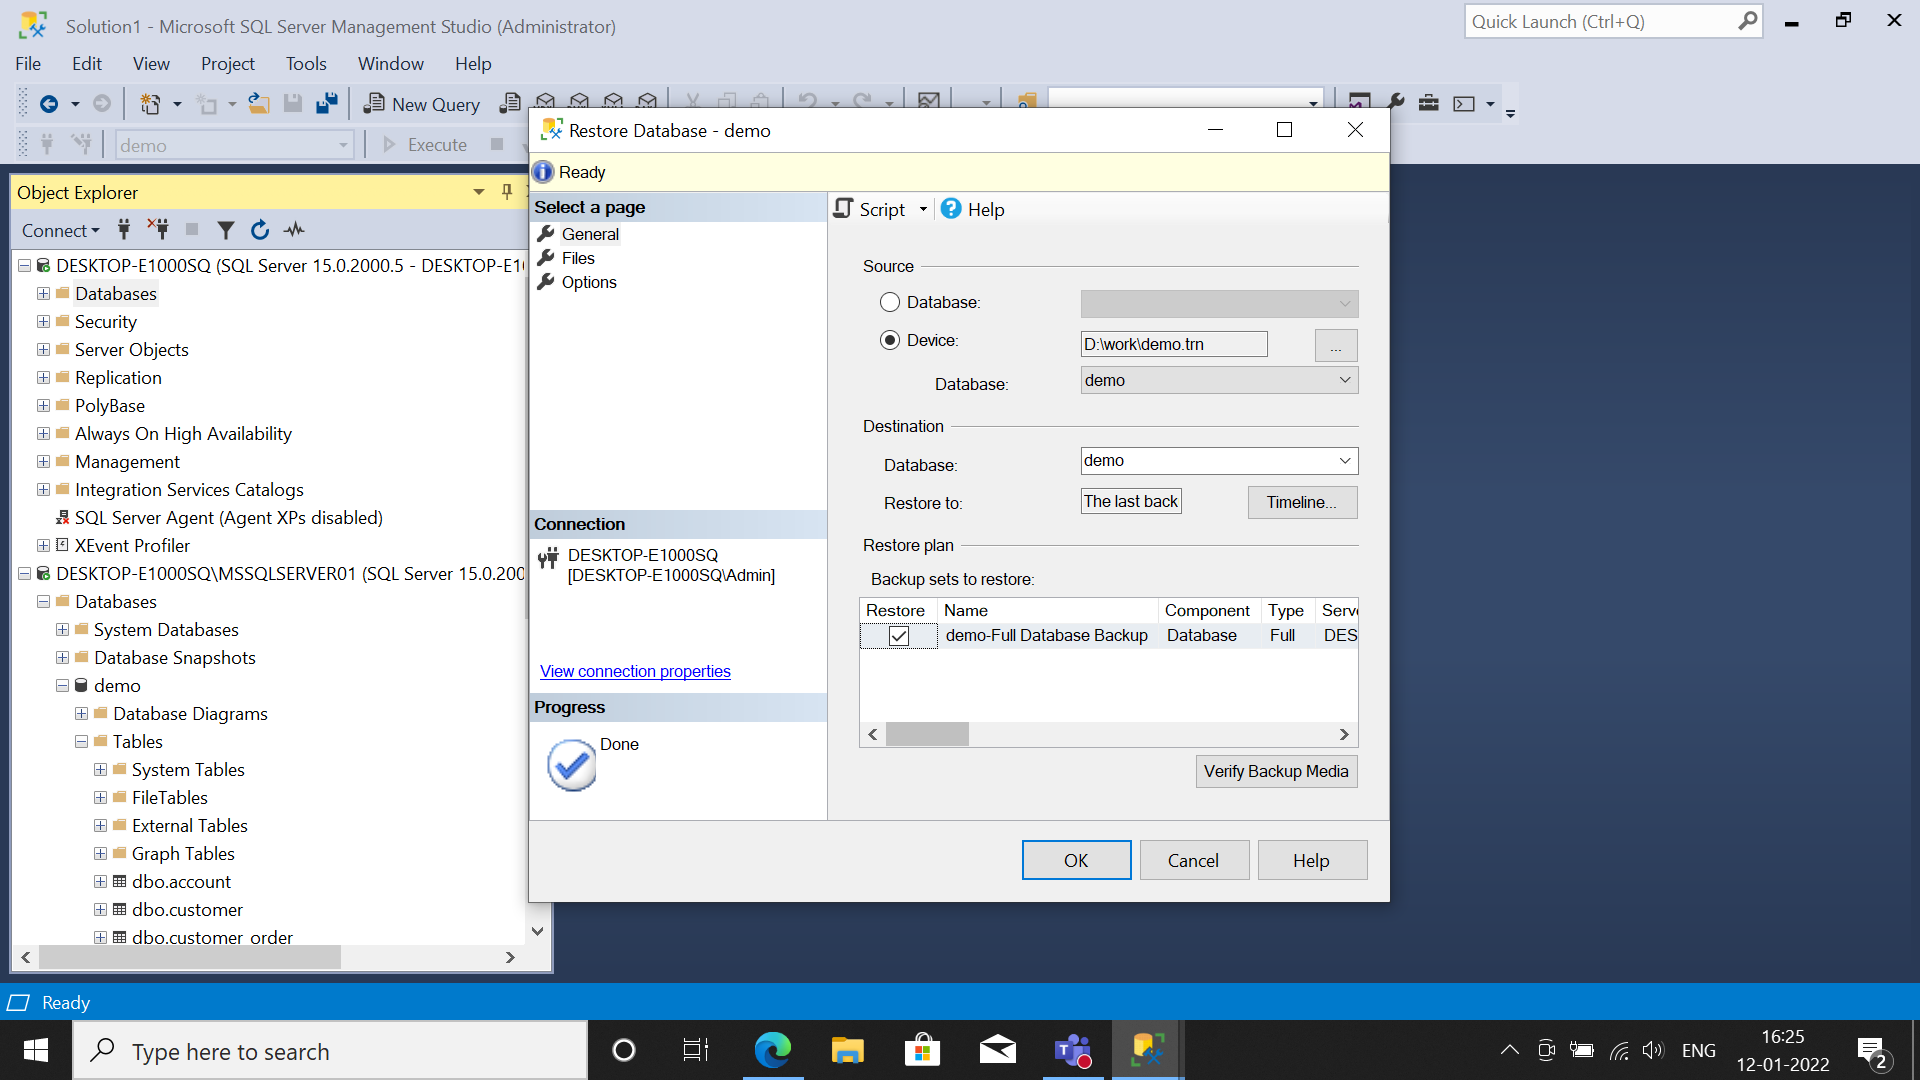 Solution1 - Microsoft SQL Server Management Studio (Administrator)
Quick Launch (Ctrl+Q)
File Edit View Project Tools Window Help
New Query
demo
Execute
Object Explorer
Connect
DESKTOP-E1000SQ (SQL Server 15.0.2000.5 - DESKTOP-E1
Databases
Security
Server Objects
Replication
PolyBase
Always On High Availability
Management
Integration Services Catalogs
SQL Server Agent (Agent XPs disabled)
XEvent Profiler
DESKTOP-E1000SQ\MSSQLSERVER01 (SQL Server 15.0.200
Databases
System Databases
Database Snapshots
demo
Database Diagrams
Tables
System Tables
FileTables
External Tables
Graph Tables
dbo.account
dbo.customer
dbo.customer_order
Restore Database - demo
Ready
Select a page
General
Files
Options
Connection
DESKTOP-E1000SQ
[DESKTOP-E1000SQ\Admin]
View connection properties
Progress
Done
Script Help
Source
Database:
Device: D:\work\demo.trn ...
Database: demo
Destination
Database: demo
Restore to: The last back Timeline...
Restore plan
Backup sets to restore:
Restore Name Component Type Serve
demo-Full Database Backup Database Full DES
Verify Backup Media
OK Cancel Help
Ready
Type here to search
ENG
16:25
12-01-2022
2